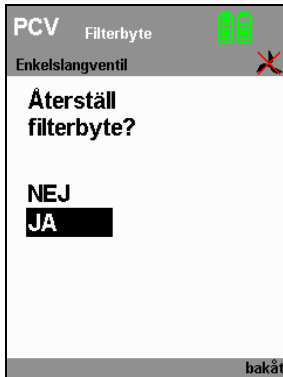 PCV Filterbyte
Enkelslangventil
Återställ
filterbyte?
NEJ
JA
bakåt